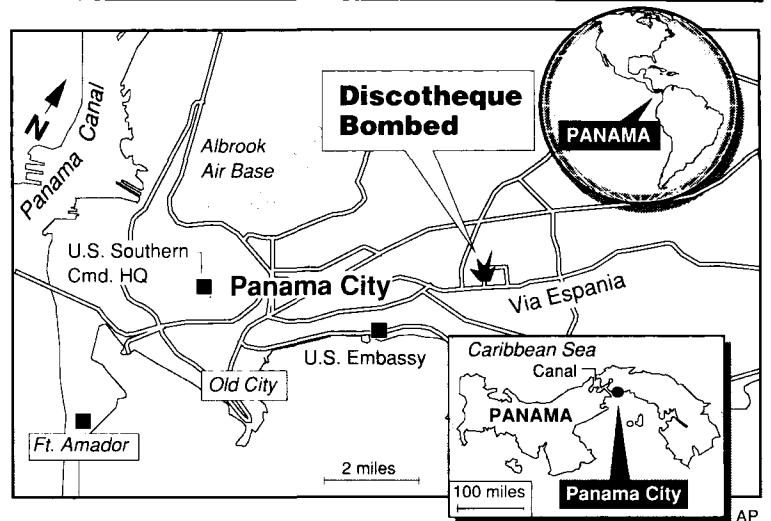 N
Panama Canal
Albrook
Air Base
Discotheque
Bombed
PANAMA
U.S. Southern
Cmd. HQ
Panama City
Via Espania
U.S. Embassy
Old City
Ft. Amador
2 miles
Caribbean Sea
Canal
PANAMA
100 miles
Panama City
AP